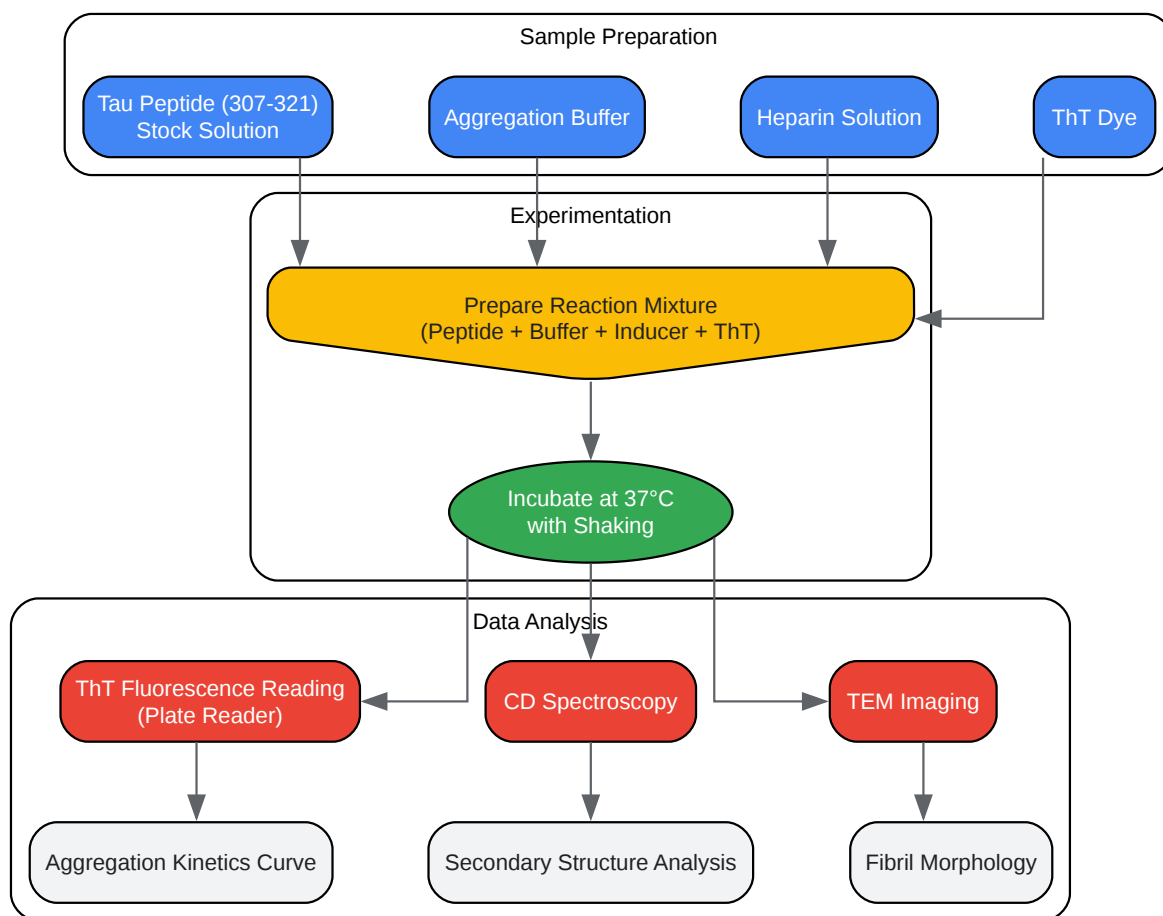 Sample Preparation
Tau Peptide (307-321)
Stock Solution
Aggregation Buffer
Heparin Solution
ThT Dye
Experimentation
Prepare Reaction Mixture
(Peptide + Buffer + Inducer + ThT)
Incubate at 37°C
with Shaking
Data Analysis
ThT Fluorescence Reading
(Plate Reader)
CD Spectroscopy
TEM Imaging
Aggregation Kinetics Curve
Secondary Structure Analysis
Fibril Morphology